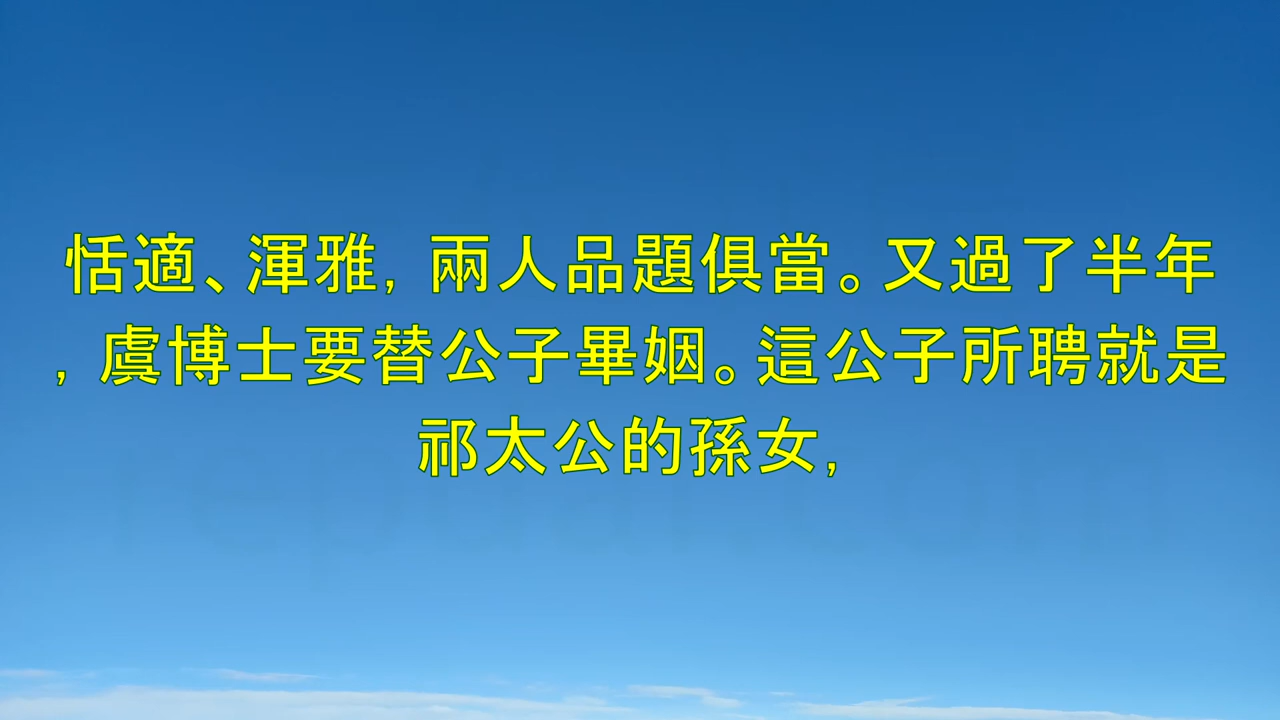 恬適、渾雅，兩人品題俱當。又過了半年
，虞博士要替公子畢姻。這公子所聘就是
祁太公的孫女，